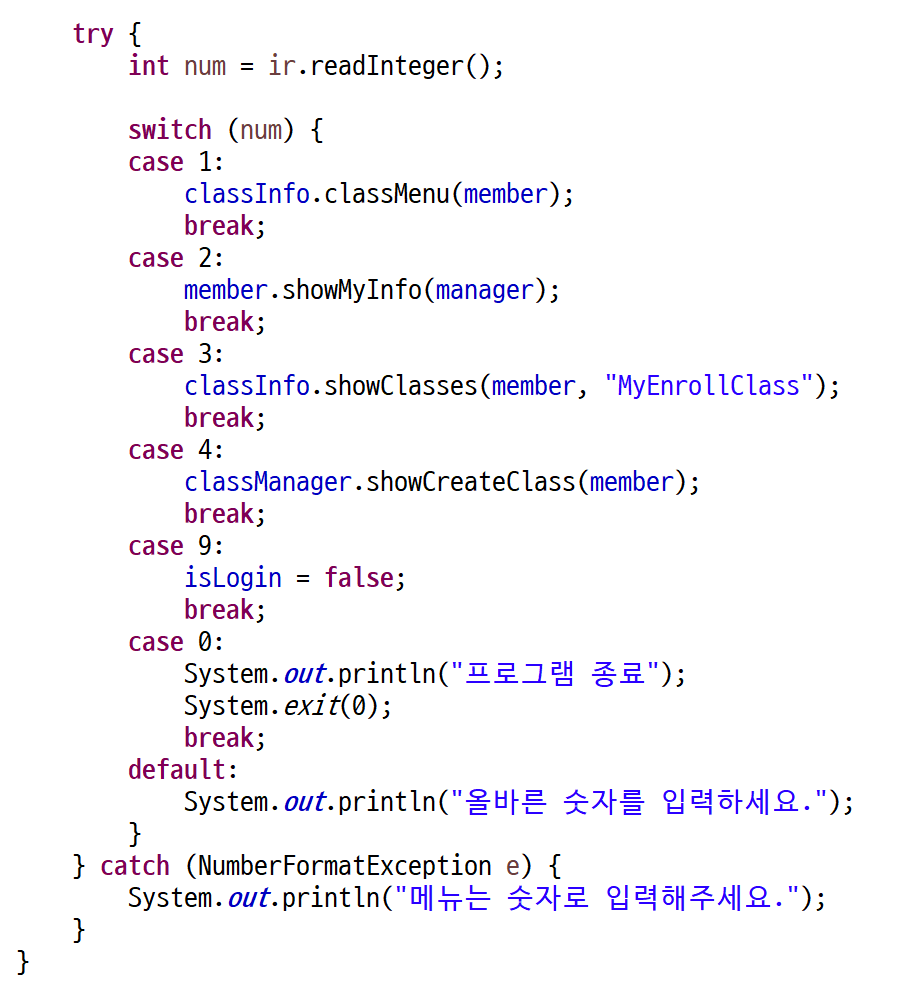 try {
int num = ir.readInteger();
switch (num) {
case 1:
classInfo.classMenu(member);
break;
case 2:
member.showMyInfo(manager);
break;
case 3:
classInfo.showClasses(member, "MyEnrollClass");
break;
case 4:
classManager.showCreateClass(member);
break;
case 9:
isLogin = false;
break;
case 0:
System.out.println("프로그램 종료");
System.exit(0);
break;
default:
System.out.println("올바른 숫자를 입력하세요.");
}
} catch (NumberFormatException e) {
System.out.println("메뉴는 숫자로 입력해주세요.");
}
}